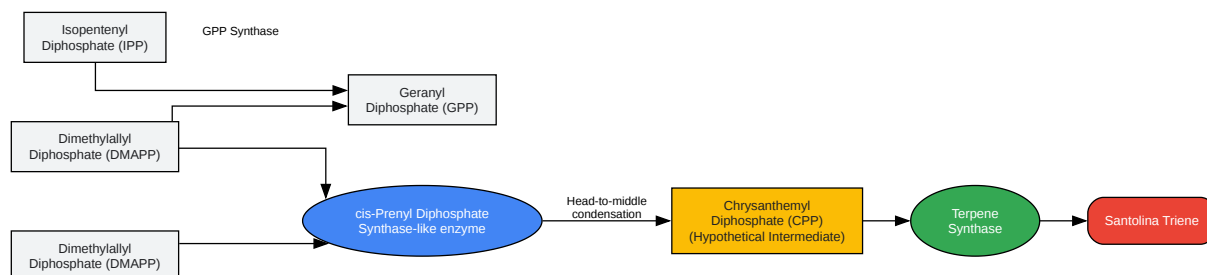 Isopentenyl
Diphosphate (IPP)
GPP Synthase
Geranyl
Diphosphate (GPP)
Dimethylallyl
Diphosphate (DMAPP)
cis-Prenyl Diphosphate
Synthase-like enzyme
Head-to-middle
condensation
Chrysanthemyl
Diphosphate (CPP)
(Hypothetical Intermediate)
Terpene
Synthase
Santolina Triene
Dimethylallyl
Diphosphate (DMAPP)